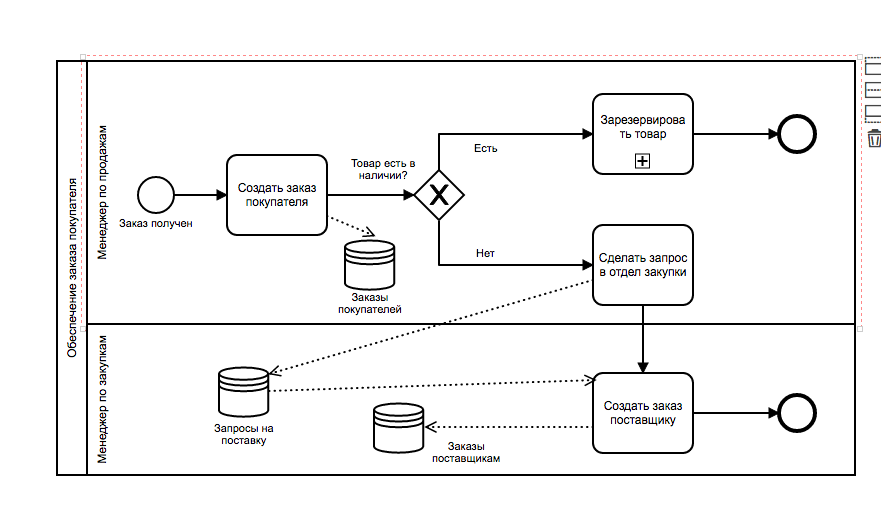 Обеспечение заказа покупателя
Менеджер по продажам
Заказ получен
Создать заказ
покупателя
Товар есть в
наличии?
Есть
Зарезервирова
ть товар
Заказы
покупателей
Нет
Сделать запрос
в отдел закупки
Менеджер по закупкам
Запросы на
поставку
Заказы
поставщикам
Создать заказ
поставщику